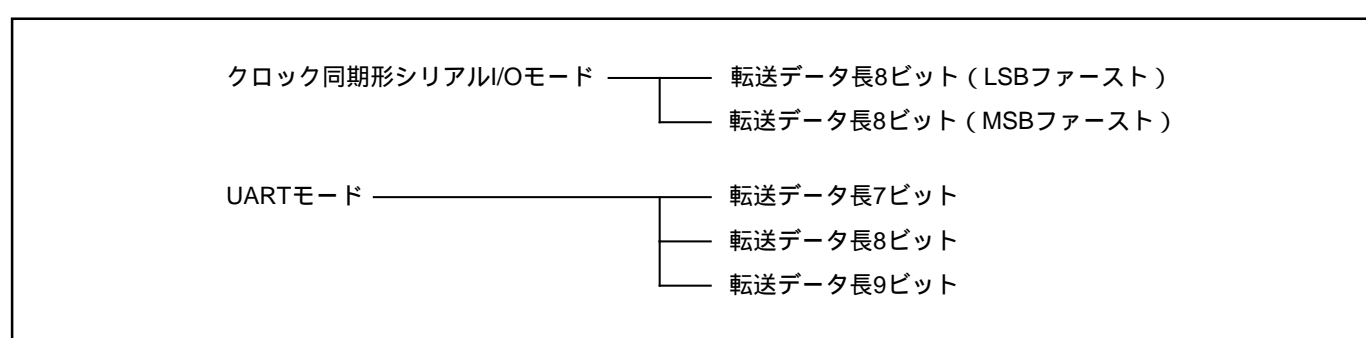 クロック同期形シリアルI/Oモード 転送データ長8ビット(LSBファースト)
転送データ長8ビット(MSBファースト)
UARTモード 転送データ長7ビット
転送データ長8ビット
転送データ長9ビット